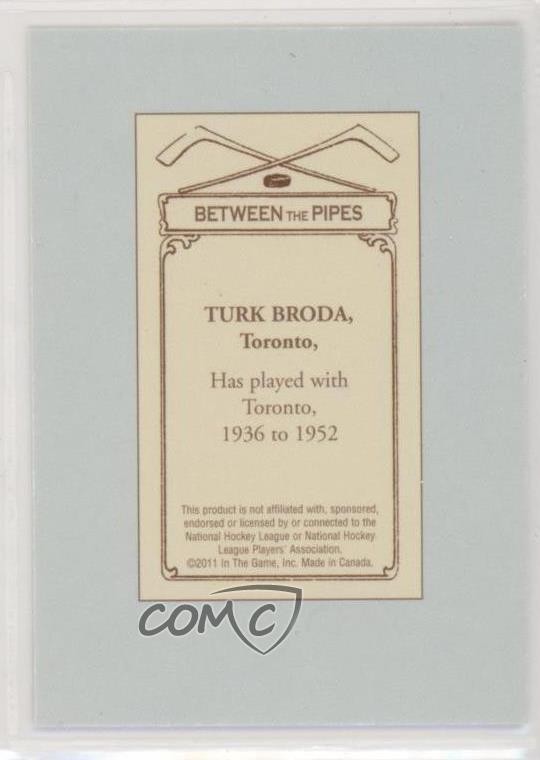 BETWEEN THE PIPES
TURK BRODA,
Toronto,
Has played with
Toronto,
1936 to 1952
This product is not affiliated with, sponsored,
endorsed or licensed by or connected to the
National Hockey League or National Hockey
League Players' Association.
©2011 In The Game, Inc. Made in Canada.
COMC